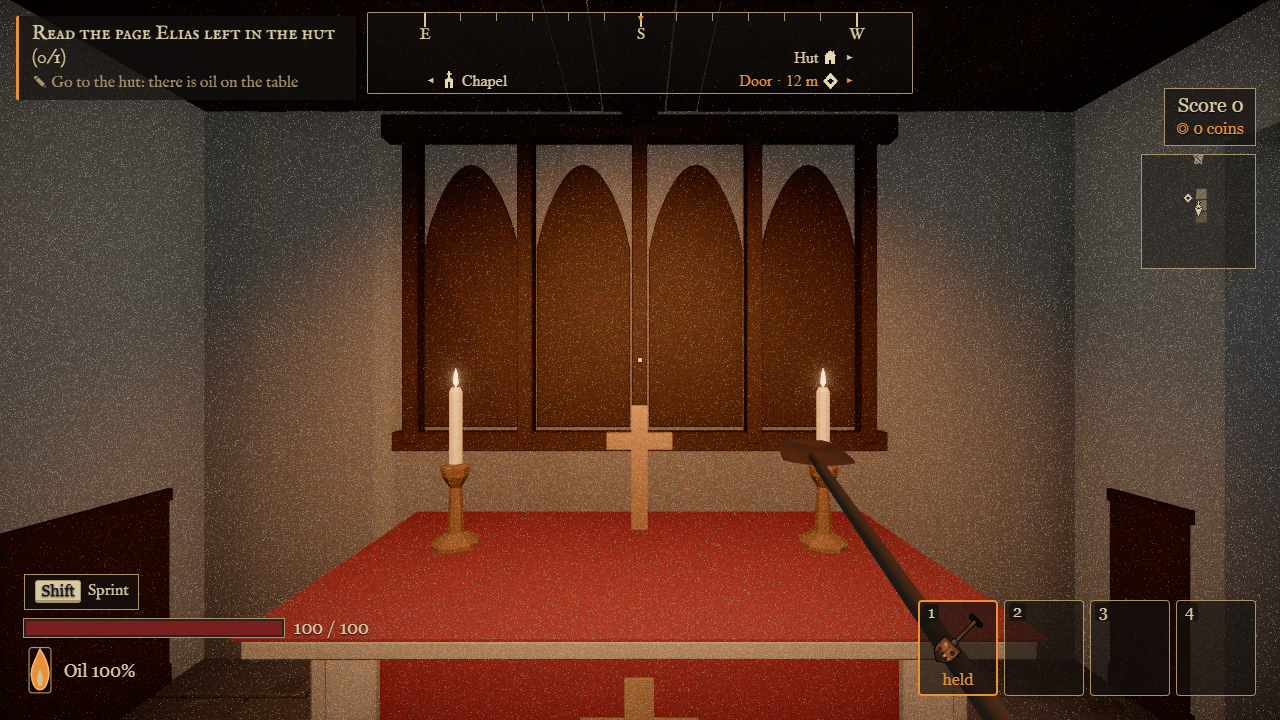 Read the page Elias left in the hut
(0/1)
Go to the hut: there is oil on the table
E S W
Hut
Chapel Door · 12 m
Score 0
0 coins
N
Shift Sprint
100 / 100
Oil 100%
1 2 3 4
held